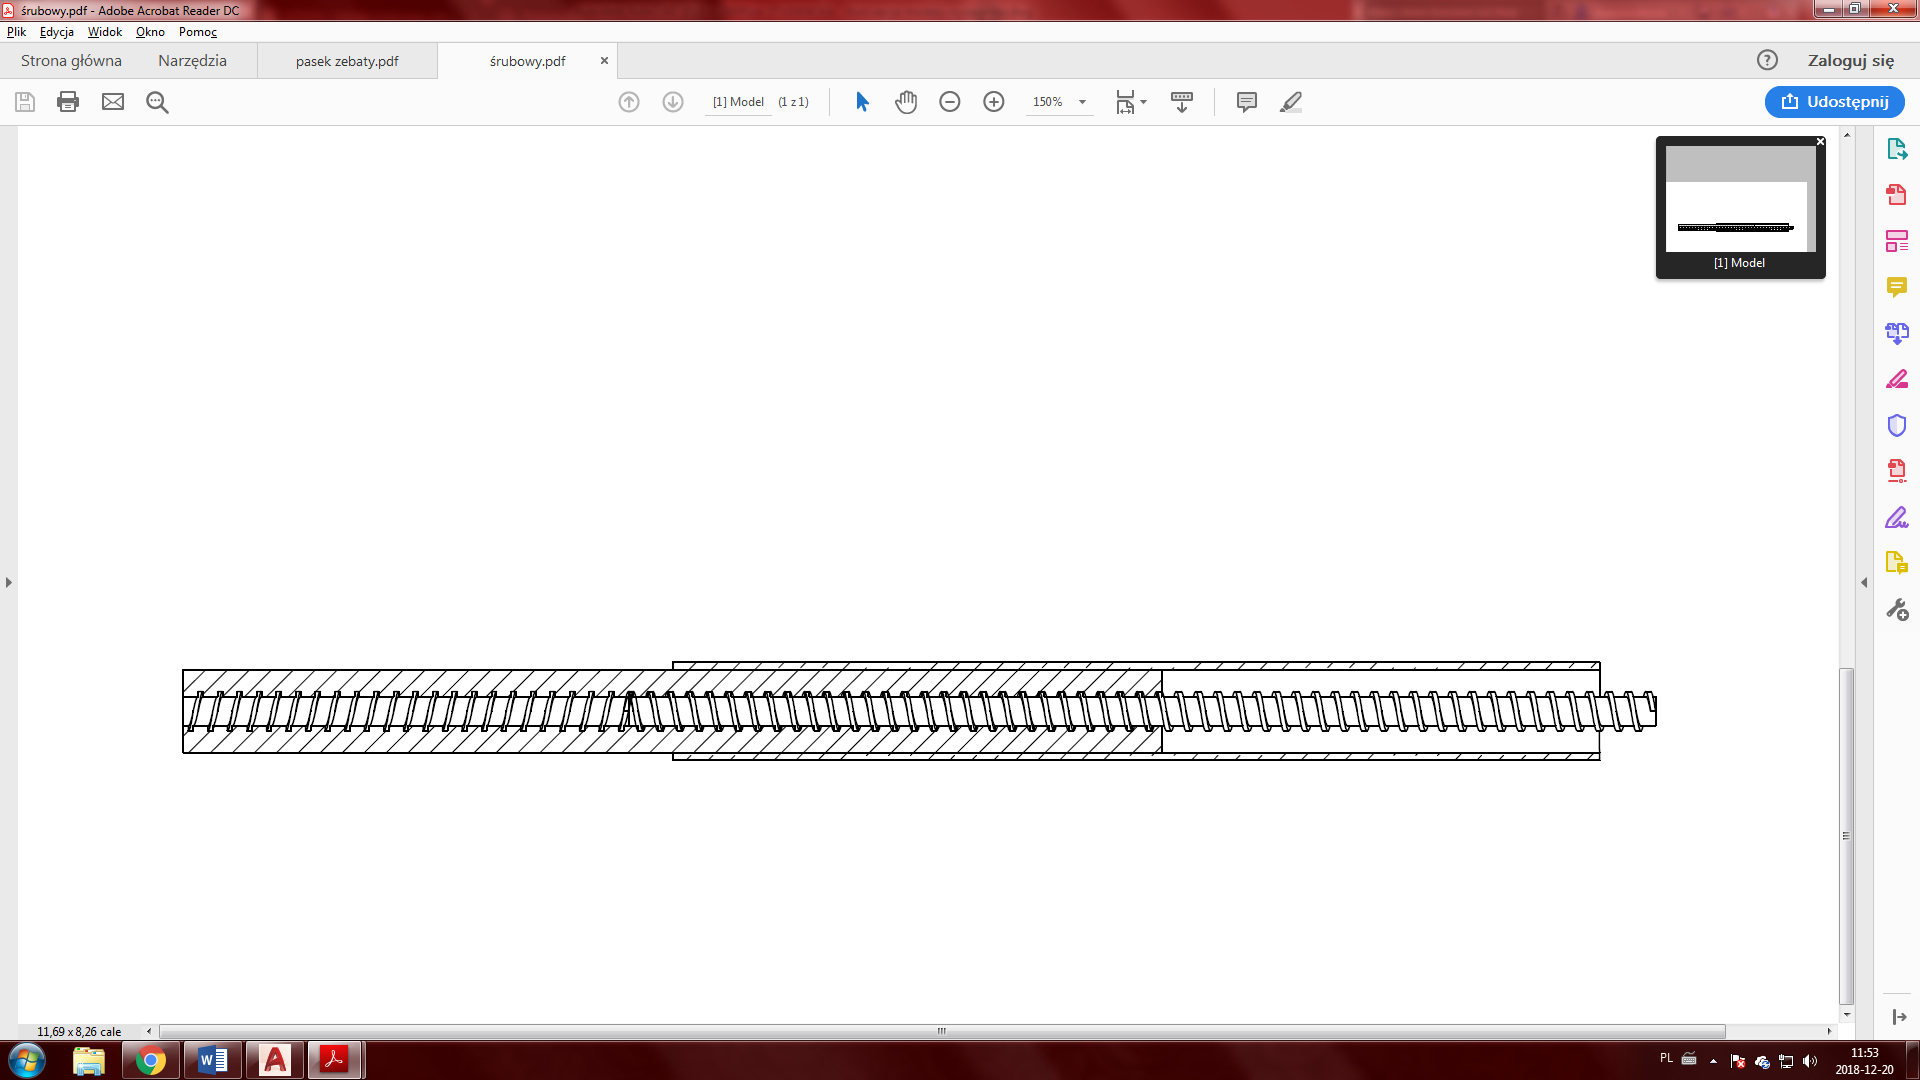 śrubowy.pdf - Adobe Acrobat Reader DC
Plik Edycja Widok Okno Pomoc
Strona główna Narzędzia pasek zebaty.pdf śrubowy.pdf Zaloguj się
[1] Model (1 z 1) 150% Udostępnij
[1] Model
11,69 x 8,26 cale
PL 11:53
2018-12-20